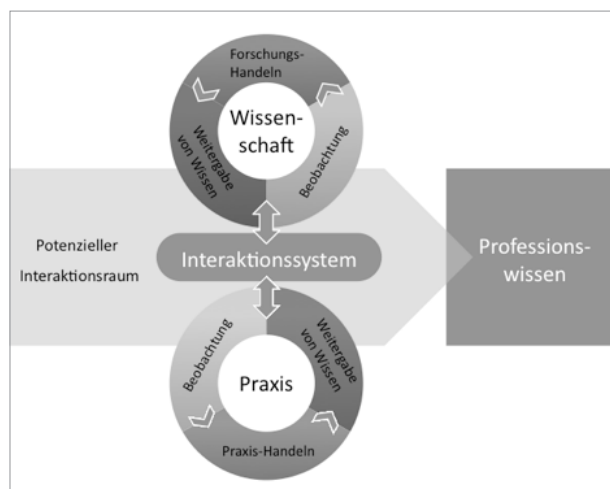 Forschungs-
Handeln
Weitergabe
von Wissen
Wissen-
schaft
Beobachtung
Potenzieller
Interaktionsraum
Interaktionssystem
Professions-
wissen
Beobachtung
Praxis
Weitergabe
von Wissen
Praxis-Handeln